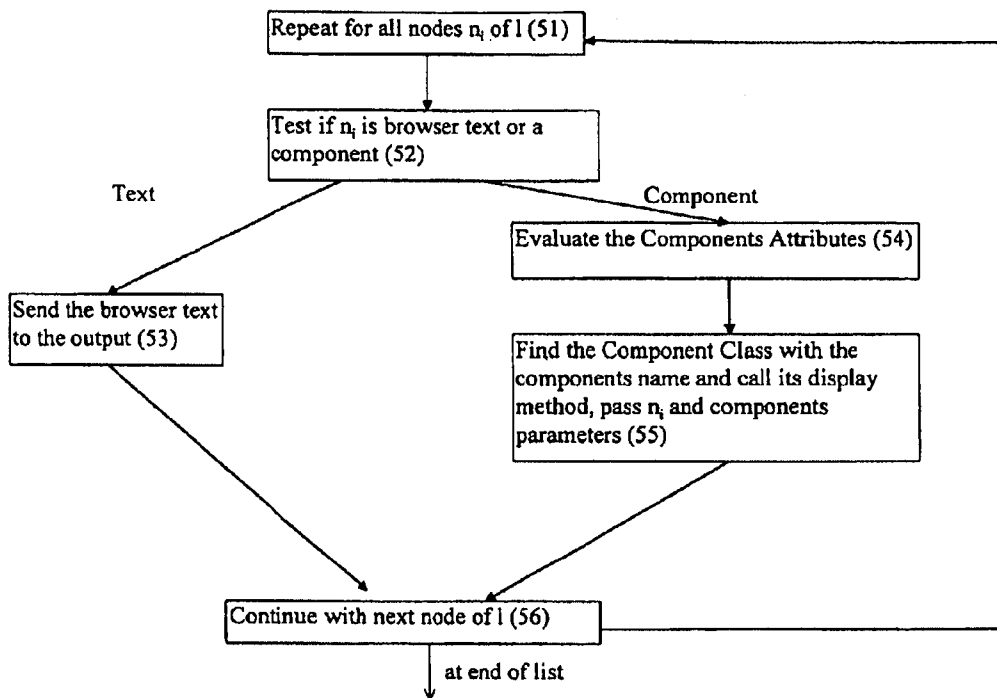 Repeat for all nodes nᵢ of l (51)
Test if nᵢ is browser text or a
component (52)
Text
Component
Evaluate the Components Attributes (54)
Send the browser text
to the output (53)
Find the Component Class with the
components name and call its display
method, pass nᵢ and components
parameters (55)
Continue with next node of l (56)
at end of list